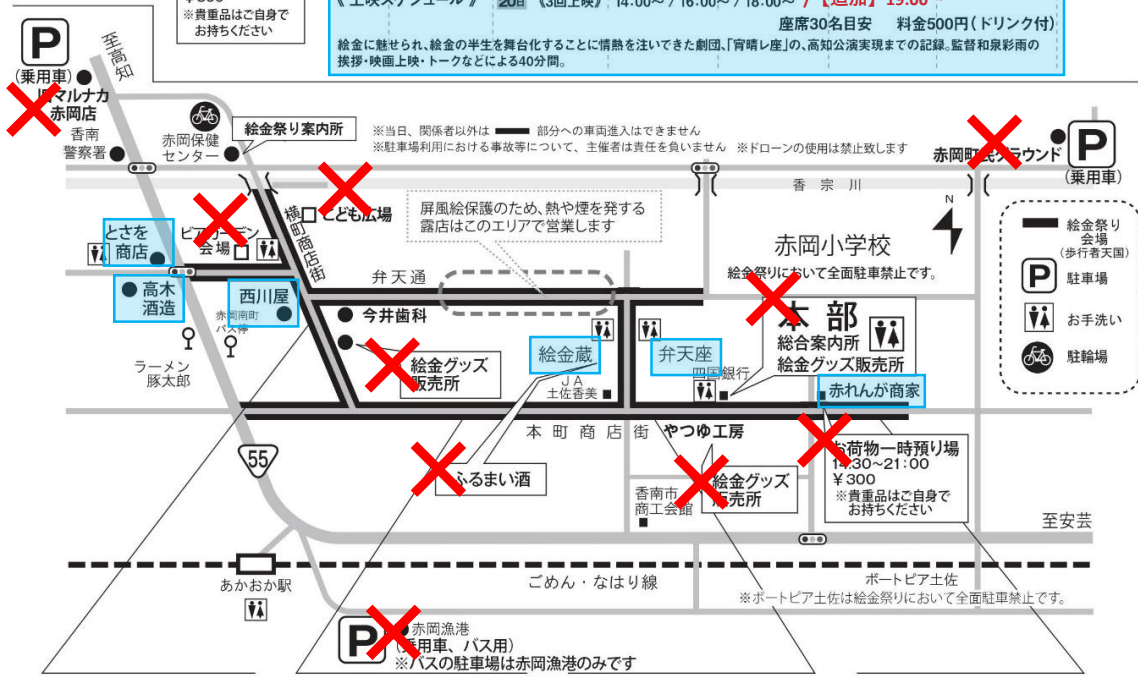 ※貴重品はご自身で
お持ちください
《上映スケジュール》 20日 《3回上映》 14:00～ / 16:00～ / 18:00～ /【追加】19:00～
座席30名目安 料金500円(ドリンク付)
絵金に魅せられ、絵金の半生を舞台化することに情熱を注いできた劇団、「宵晴レ座」の、高知公演実現までの記録。監督和泉彩雨の
挨拶・映画上映・トークなどによる40分間。
P
(乗用車)
至高知
旧マルナカ
赤岡店
香南
警察署
赤岡保健
センター
絵金祭り案内所
※当日、関係者以外は 部分への車両進入はできません
※駐車場利用における事故等について、主催者は責任を負いません ※ドローンの使用は禁止致します
赤岡町民グラウンド
P
(乗用車)
香宗川
N
こども広場
横町商店街
屏風絵保護のため、熱や煙を発する
露店はこのエリアで営業します
赤岡小学校
絵金祭りにおいて全面駐車禁止です。
絵金祭り
会場
(歩行者天国)
P 駐車場
お手洗い
駐輪場
とさを
商店
ビアガーデン
会場
弁天通
高木
酒造
西川屋
赤岡南町
バス停
今井歯科
ラーメン
豚太郎
絵金グッズ
販売所
絵金蔵
JA
土佐香美
弁天座
四国銀行
本部
総合案内所
絵金グッズ販売所
赤れんが商家
本町商店街
やつゆ工房
55
ふるまい酒
絵金グッズ
販売所
香南市
商工会館
お荷物一時預り場
14:30～21:00
￥300
※貴重品はご自身で
お持ちください
至安芸
あかおか駅
ごめん・なはり線
ボートピア土佐
※ボートピア土佐は絵金祭りにおいて全面駐車禁止です。
P
赤岡漁港
(乗用車、バス用)
※バスの駐車場は赤岡漁港のみです